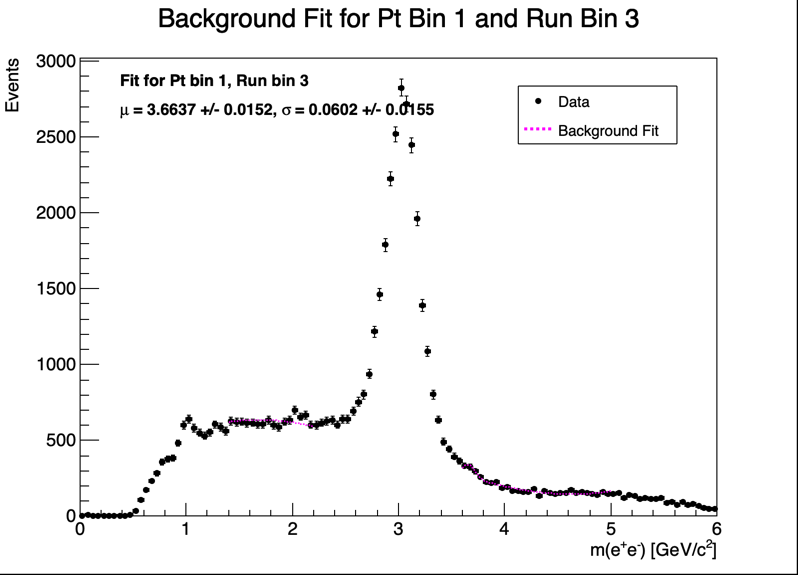 Background Fit for Pt Bin 1 and Run Bin 3
Events
3000
2500
2000
1500
1000
500
0
Fit for Pt bin 1, Run bin 3
μ = 3.6637 +/- 0.0152, σ = 0.0602 +/- 0.0155
Data
Background Fit
0 1 2 3 4 5 6
m(e⁺e⁻) [GeV/c²]